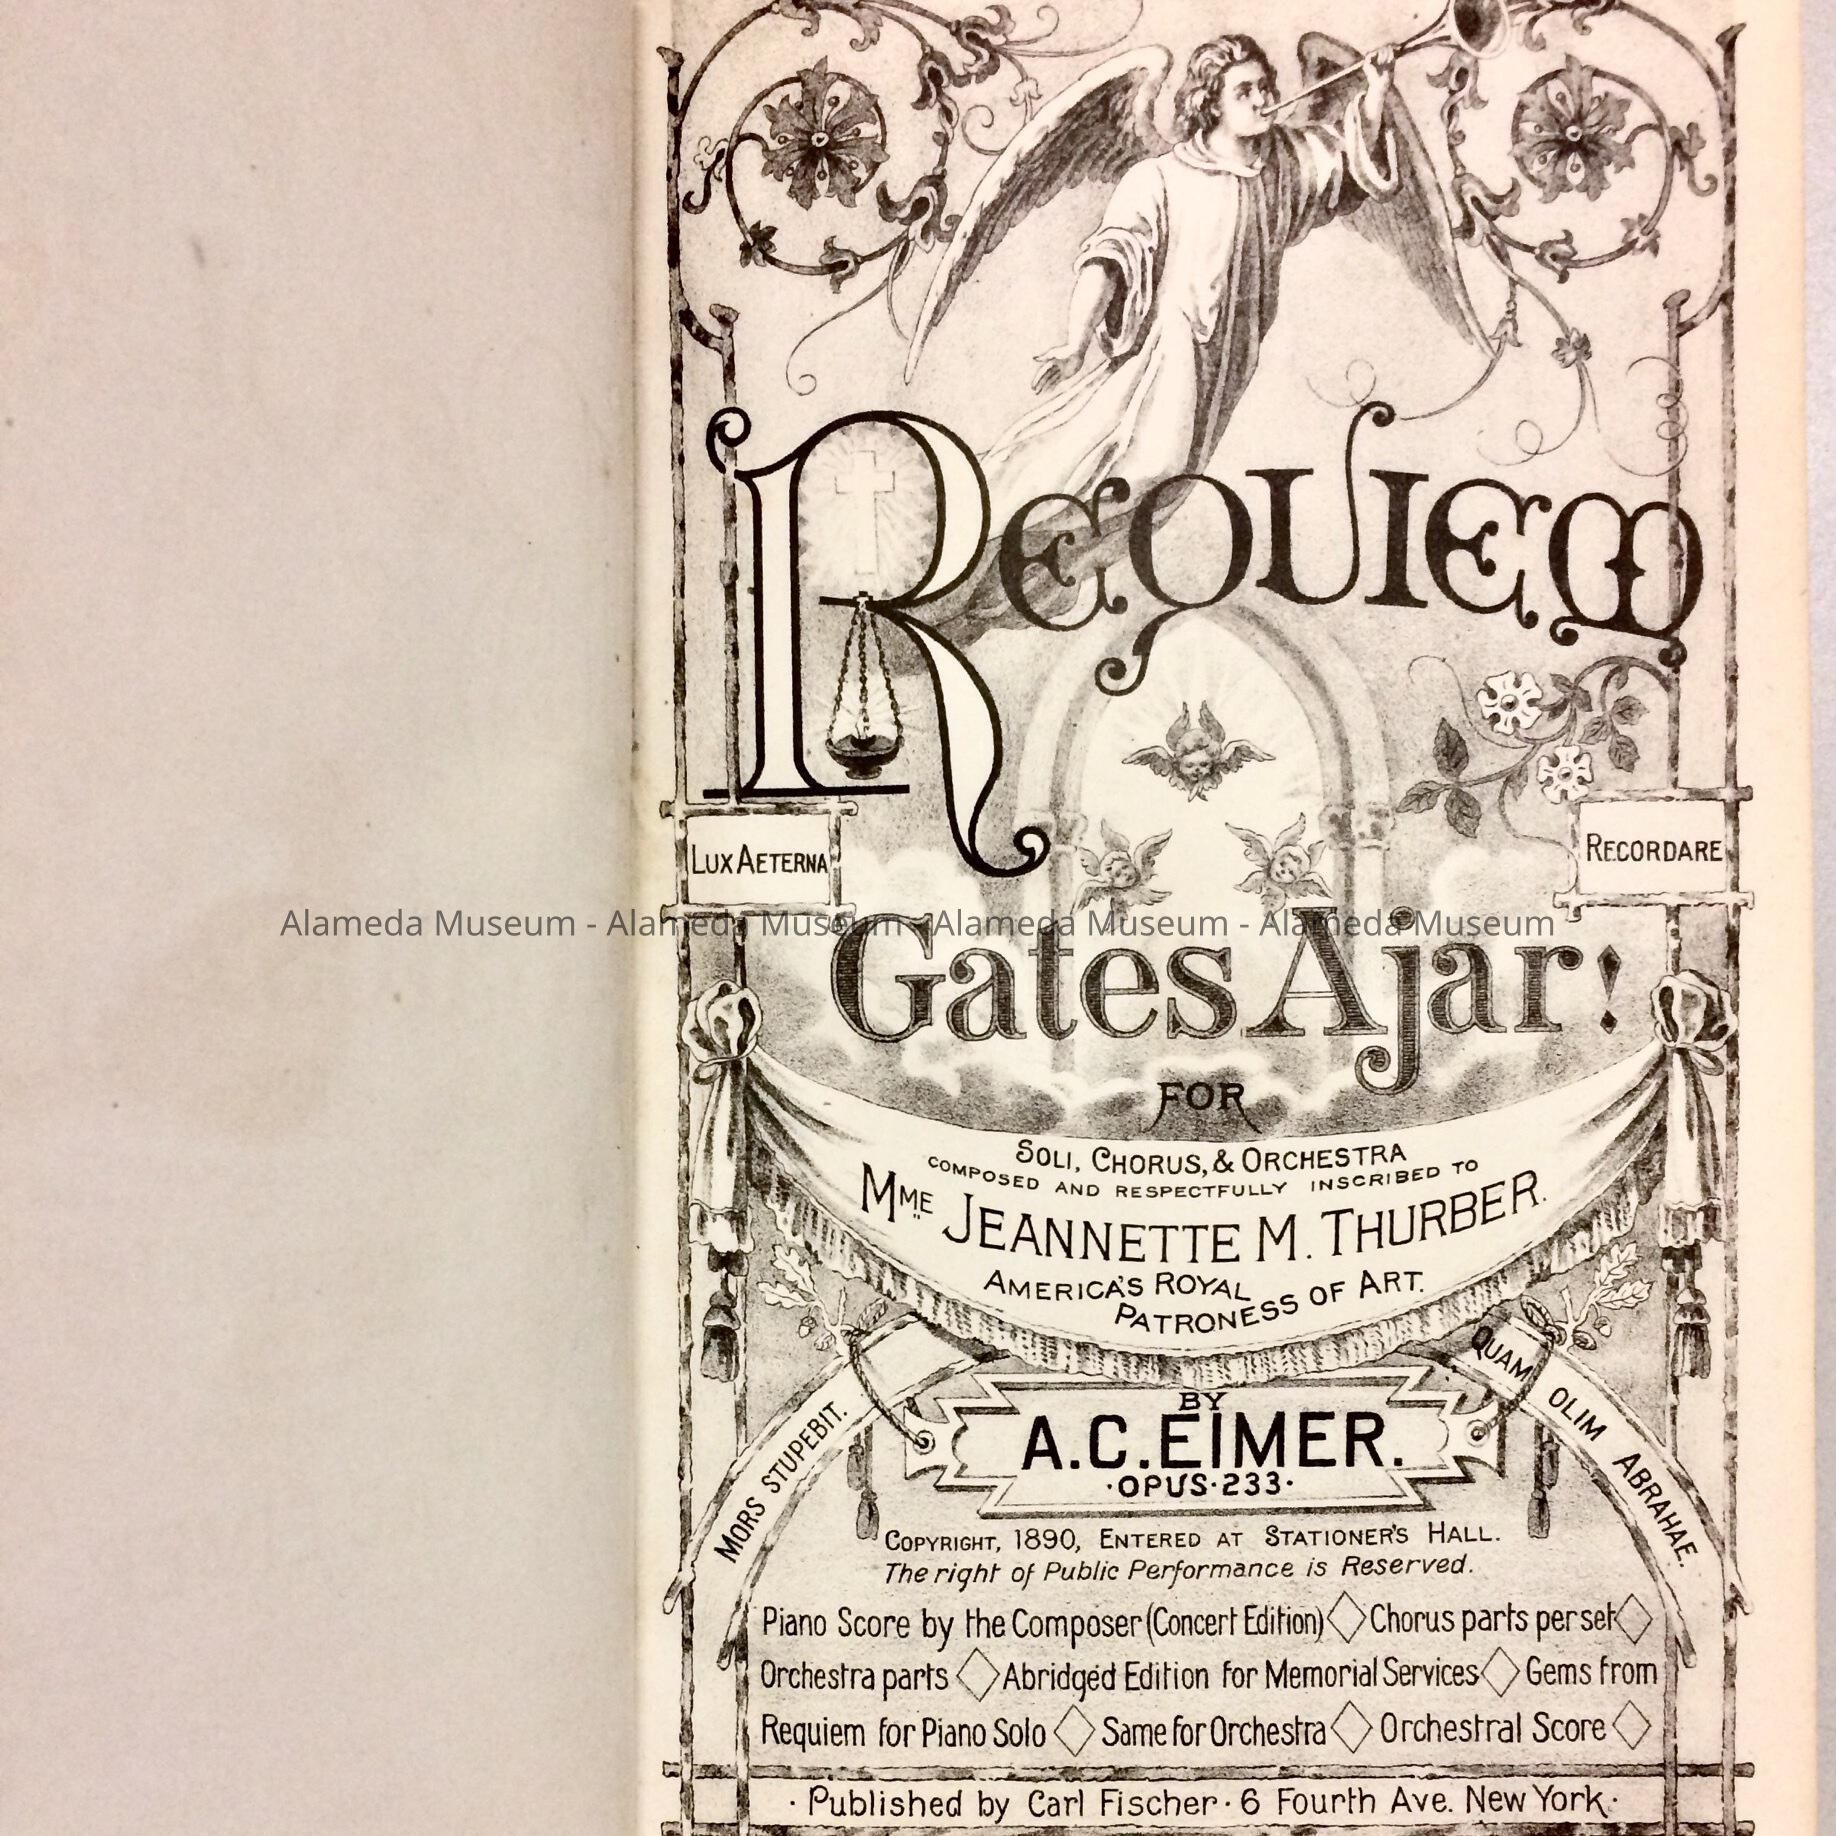 REQUIEM
LUX AETERNA
RECORDARE
Alameda Museum - Alameda Museum - Alameda Museum - Alameda Museum
Gates Ajar!
FOR
SOLI, CHORUS, & ORCHESTRA
COMPOSED AND RESPECTFULLY INSCRIBED TO
MME JEANNETTE M. THURBER.
AMERICA'S ROYAL
PATRONESS OF ART.
MORS STUPEBIT.
QUAM OLIM ABRAHAE.
BY
A.C.EIMER.
·OPUS·233·
COPYRIGHT, 1890, ENTERED AT STATIONER'S HALL.
The right of Public Performance is Reserved.
Piano Score by the Composer (Concert Edition) ◇ Chorus parts per set ◇
Orchestra parts ◇ Abridged Edition for Memorial Services ◇ Gems from
Requiem for Piano Solo ◇ Same for Orchestra ◇ Orchestral Score ◇
· Published by Carl Fischer · 6 Fourth Ave. New York ·